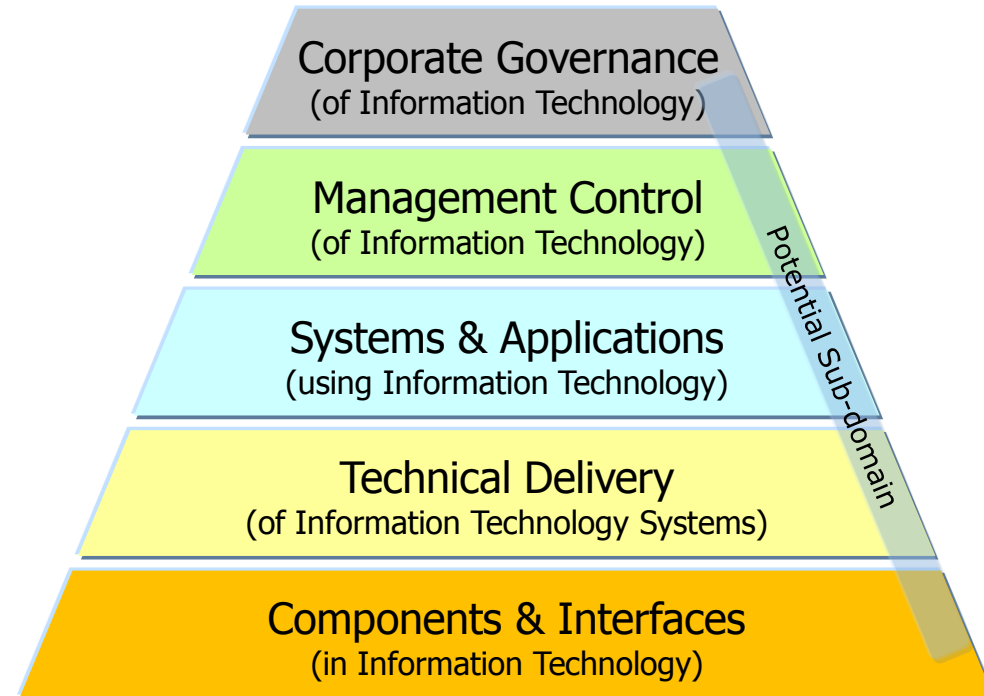 Corporate Governance
(of Information Technology)
Management Control
(of Information Technology)
Potential Sub-domain
Systems & Applications
(using Information Technology)
Technical Delivery
(of Information Technology Systems)
Components & Interfaces
(in Information Technology)